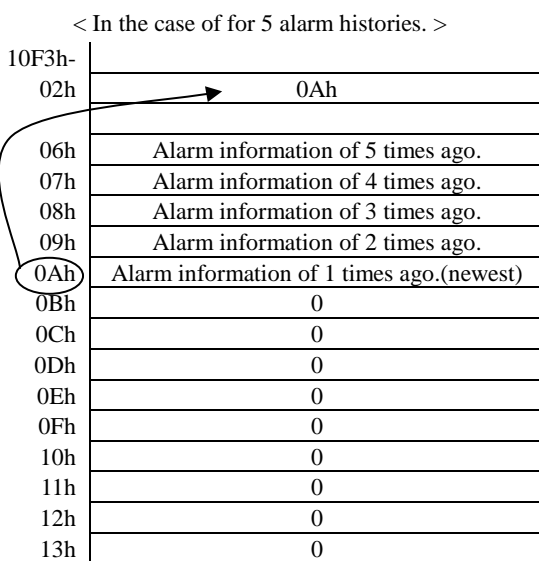 < In the case of for 5 alarm histories. >
10F3h-
02h 0Ah
06h Alarm information of 5 times ago.
07h Alarm information of 4 times ago.
08h Alarm information of 3 times ago.
09h Alarm information of 2 times ago.
0Ah Alarm information of 1 times ago.(newest)
0Bh 0
0Ch 0
0Dh 0
0Eh 0
0Fh 0
10h 0
11h 0
12h 0
13h 0